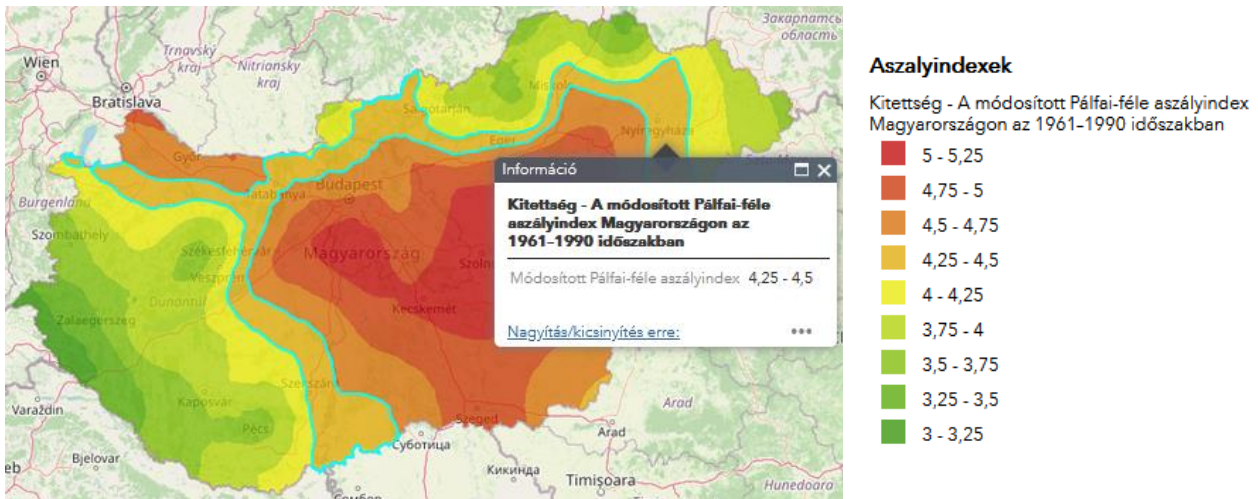 Закарпатсь
область
Trnavský
kraj
Nitriansky
kraj
Wien
Bratislava
Miskolc
Salgótarján
Nyíregyháza
Eger
Győr
Budapest
Tatabánya
Burgenland
Szombathely
Székesfehérvár
Veszprém
Magyarország
Szolnok
Dunántúl
Kecskemét
Zalaegerszeg
Szekszárd
Kaposvár
Pécs
Varaždin
Szeged
Arad
Arad
Суботица
Bjelovar
Кикинда
Timișoara
Hunedoara
Сомбор
Információ
Kitettség - A módosított Pálfai-féle
aszályindex Magyarországon az
1961–1990 időszakban
Módosított Pálfai-féle aszályindex 4,25 - 4,5
Nagyítás/kicsinyítés erre:
Aszalyindexek
Kitettség - A módosított Pálfai-féle aszályindex
Magyarországon az 1961–1990 időszakban
5 - 5,25
4,75 - 5
4,5 - 4,75
4,25 - 4,5
4 - 4,25
3,75 - 4
3,5 - 3,75
3,25 - 3,5
3 - 3,25